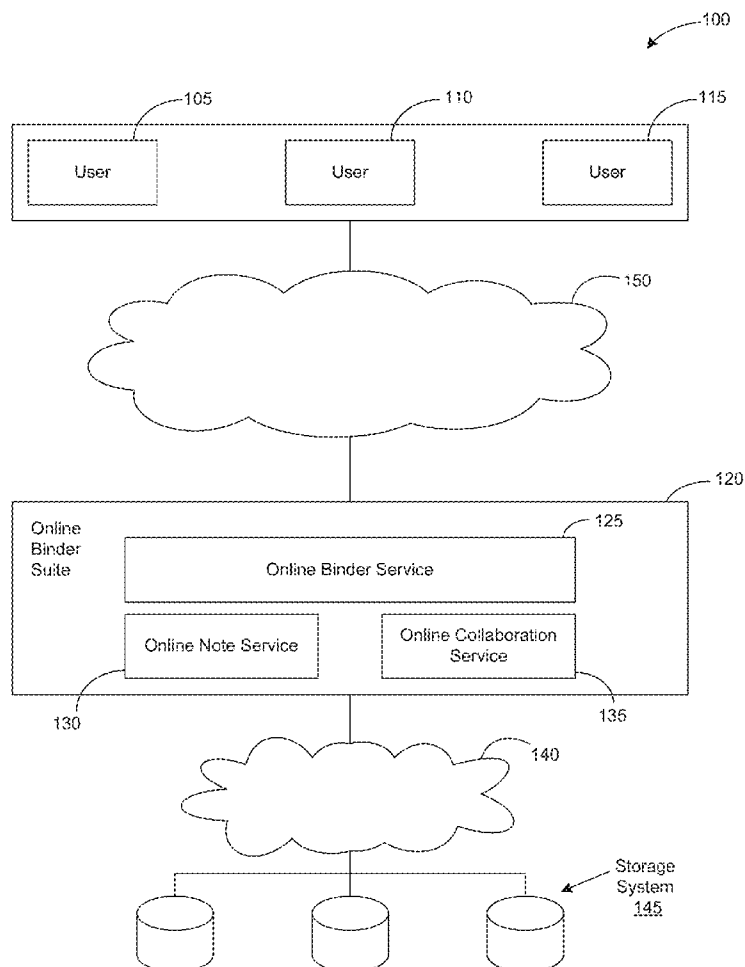 100
105
110
115
User
User
User
150
120
Online
Binder
Suite
125
Online Binder Service
Online Note Service
Online Collaboration
Service
130
135
140
Storage
System
145